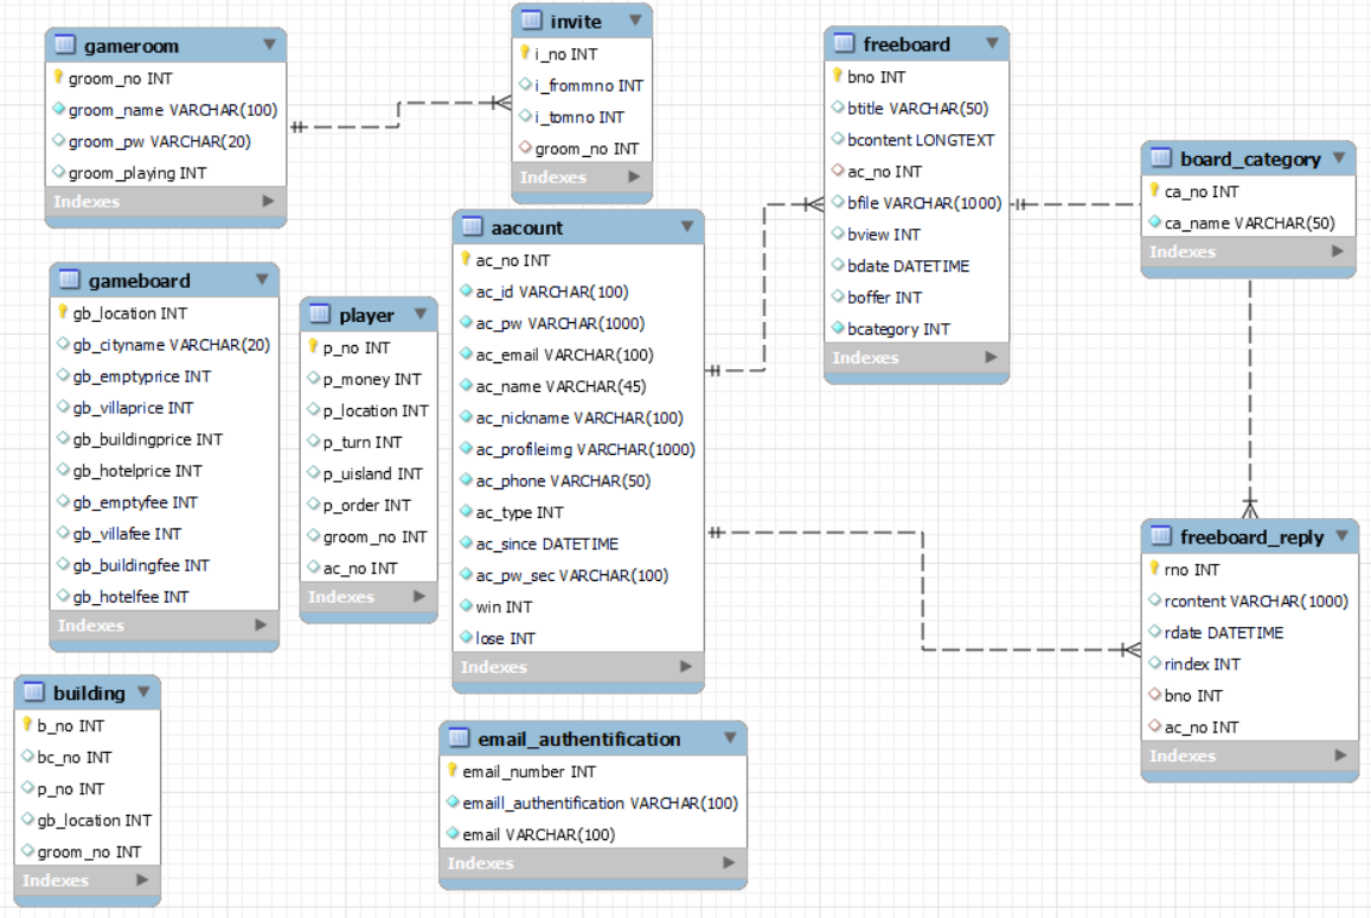 gameroom
groom_no INT
groom_name VARCHAR(100)
groom_pw VARCHAR(20)
groom_playing INT
Indexes
invite
i_no INT
i_frommno INT
i_tomno INT
groom_no INT
Indexes
freeboard
bno INT
btitle VARCHAR(50)
bcontent LONGTEXT
ac_no INT
bfile VARCHAR(1000)
bview INT
bdate DATETIME
boffer INT
bcategory INT
Indexes
board_category
ca_no INT
ca_name VARCHAR(50)
Indexes
gameboard
gb_location INT
gb_cityname VARCHAR(20)
gb_emptyprice INT
gb_villaprice INT
gb_buildingprice INT
gb_hotelprice INT
gb_emptyfee INT
gb_villafee INT
gb_buildingfee INT
gb_hotelfee INT
Indexes
player
p_no INT
p_money INT
p_location INT
p_turn INT
p_uisland INT
p_order INT
groom_no INT
ac_no INT
Indexes
aacount
ac_no INT
ac_id VARCHAR(100)
ac_pw VARCHAR(1000)
ac_email VARCHAR(100)
ac_name VARCHAR(45)
ac_nickname VARCHAR(100)
ac_profileimg VARCHAR(1000)
ac_phone VARCHAR(50)
ac_type INT
ac_since DATETIME
ac_pw_sec VARCHAR(100)
win INT
lose INT
Indexes
freeboard_reply
rno INT
rcontent VARCHAR(1000)
rdate DATETIME
rindex INT
bno INT
ac_no INT
Indexes
building
b_no INT
bc_no INT
p_no INT
gb_location INT
groom_no INT
Indexes
email_authentification
email_number INT
emaill_authentification VARCHAR(100)
email VARCHAR(100)
Indexes